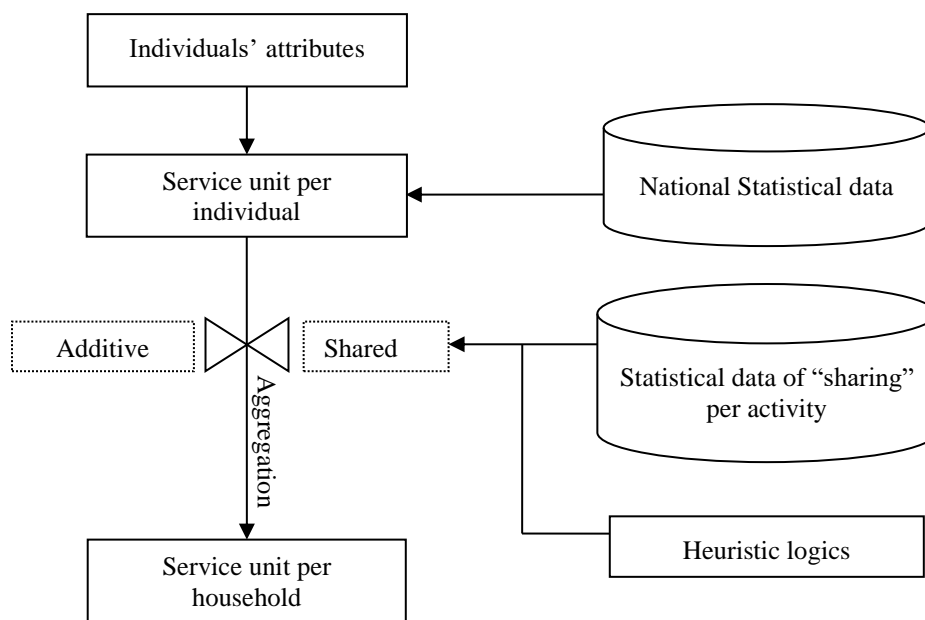 Individuals’ attributes
Service unit per
individual
National Statistical data
Additive
Shared
Aggregation
Statistical data of “sharing”
per activity
Heuristic logics
Service unit per
household